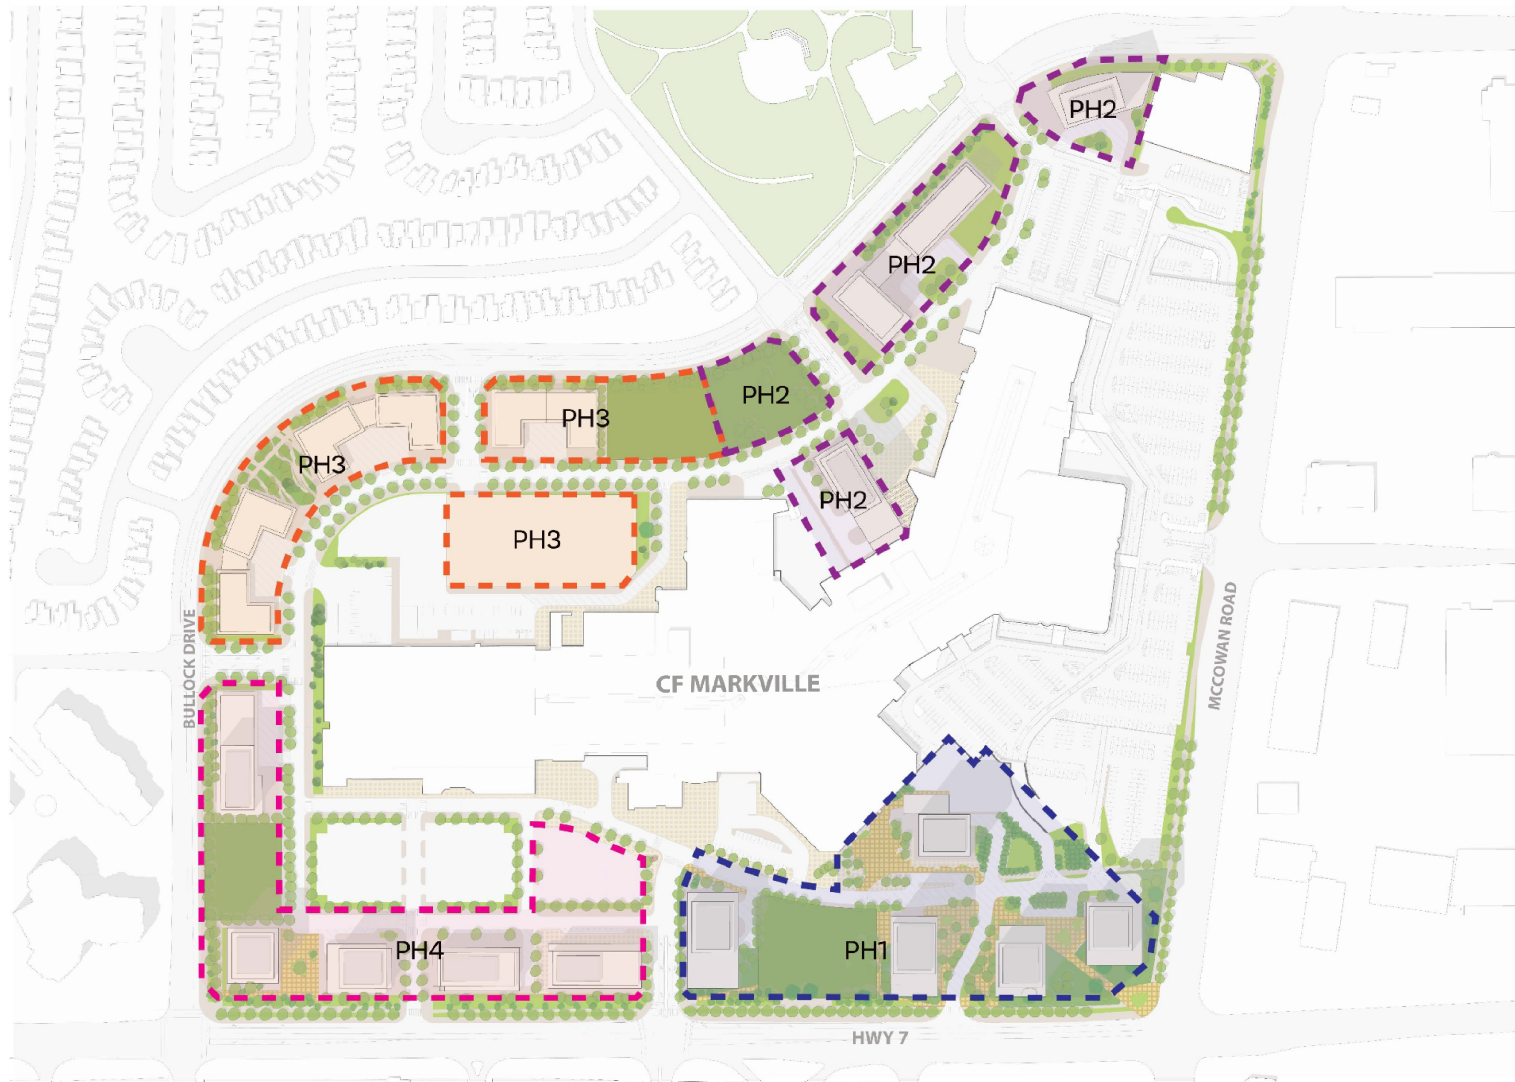 PH2
PH2
PH2
PH3
PH3
PH2
PH3
BULLOCK DRIVE
MCCOWAN ROAD
CF MARKVILLE
PH4
PH1
HWY 7